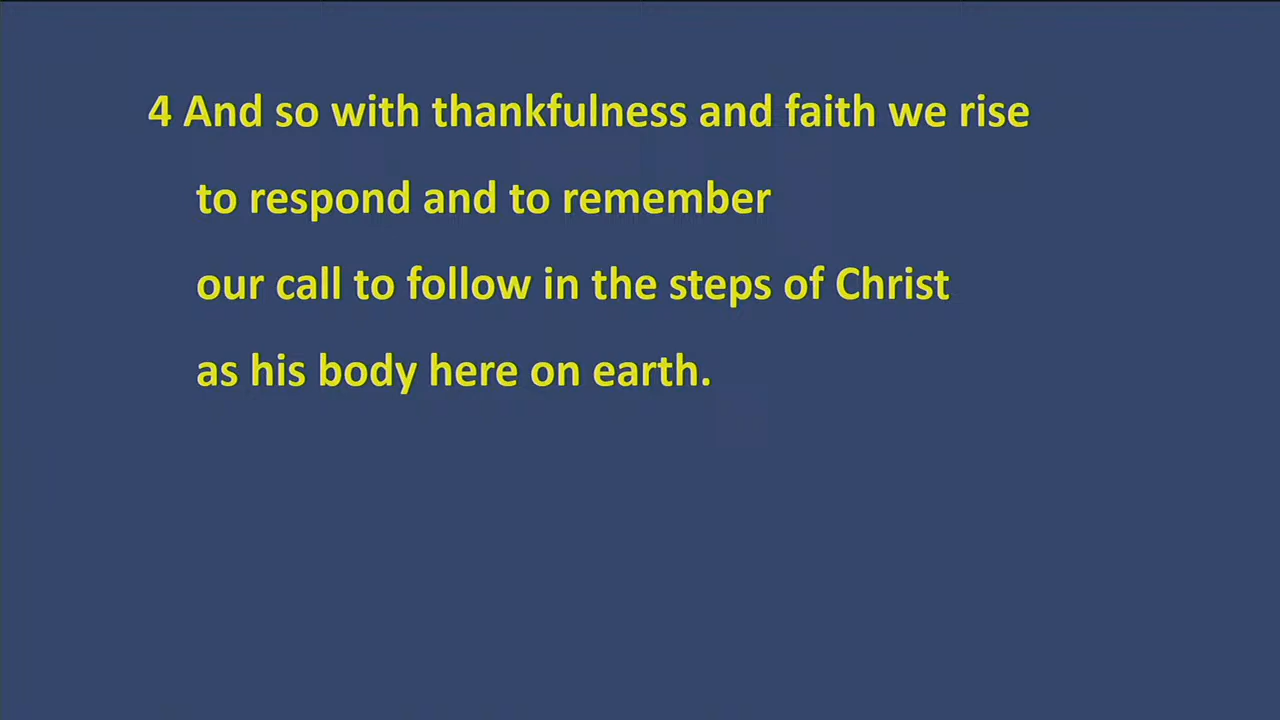 4 And so with thankfulness and faith we rise
to respond and to remember
our call to follow in the steps of Christ
as his body here on earth.